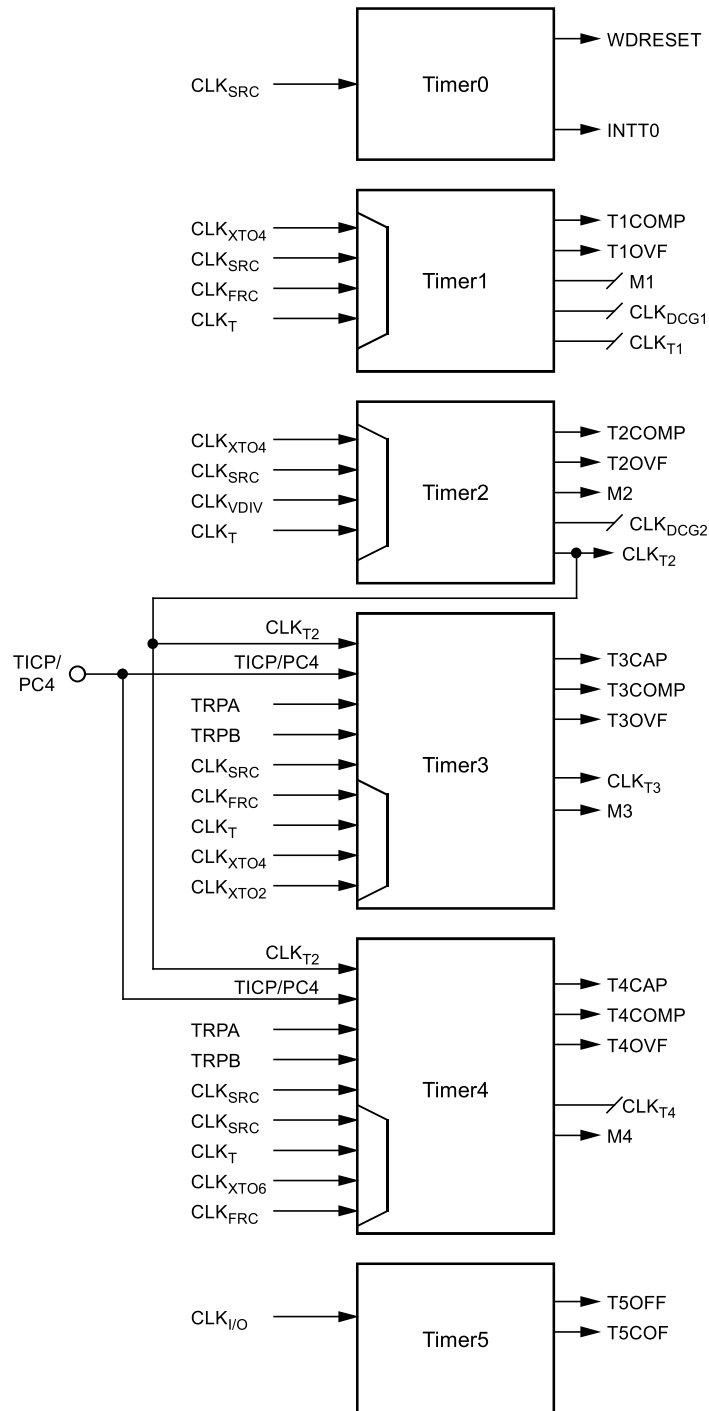 CLKSRC
Timer0
WDRESET
INTT0
CLKXTO4
CLKSRC
CLKFRC
CLKT
Timer1
T1COMP
T1OVF
M1
CLKDCG1
CLKT1
CLKXTO4
CLKSRC
CLKVDIV
CLKT
Timer2
T2COMP
T2OVF
M2
CLKDCG2
CLKT2
TICP/
PC4
CLKT2
TICP/PC4
TRPA
TRPB
CLKSRC
CLKFRC
CLKT
CLKXTO4
CLKXTO2
Timer3
T3CAP
T3COMP
T3OVF
CLKT3
M3
CLKT2
TICP/PC4
TRPA
TRPB
CLKSRC
CLKSRC
CLKT
CLKXTO6
CLKFRC
Timer4
T4CAP
T4COMP
T4OVF
CLKT4
M4
CLKI/O
Timer5
T5OFF
T5COF